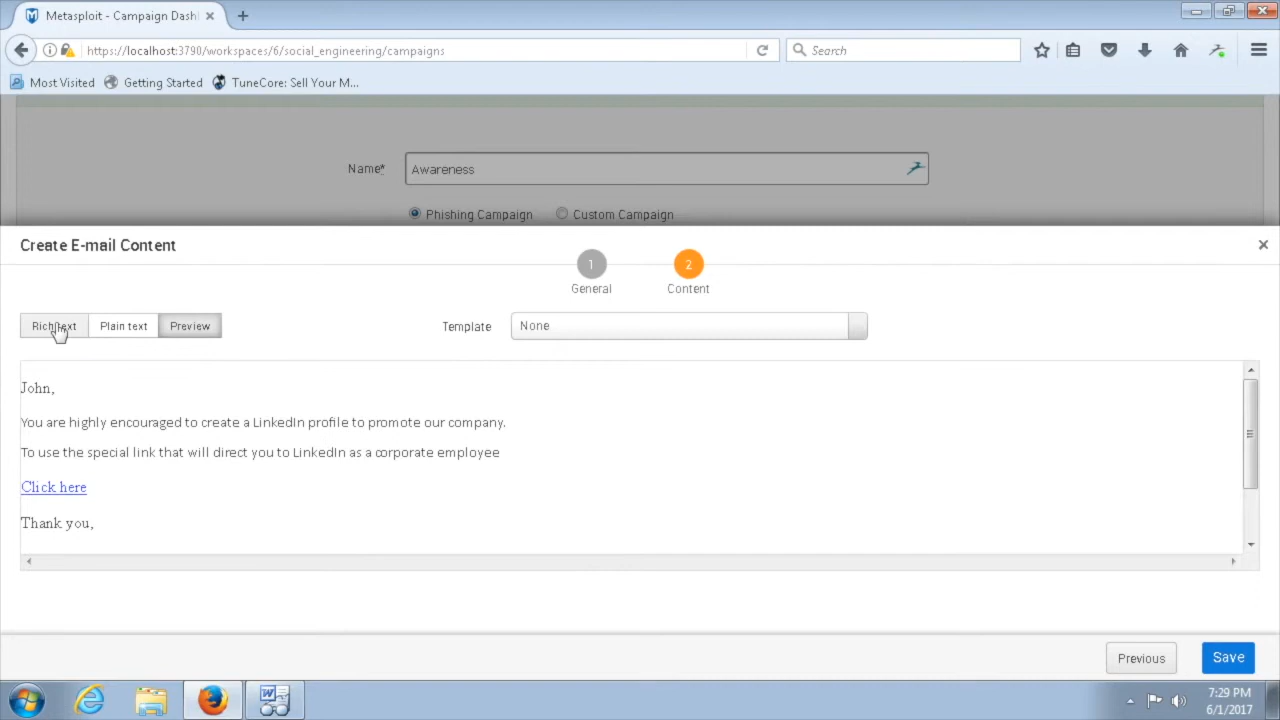 Metasploit - Campaign Dash
https://localhost:3790/workspaces/6/social_engineering/campaigns
Search
Most Visited
Getting Started
TuneCore: Sell Your M...
Name*
Awareness
Phishing Campaign
Custom Campaign
Create E-mail Content
1
2
General
Content
Rich text
Plain text
Preview
Template
None
John,
You are highly encouraged to create a LinkedIn profile to promote our company.
To use the special link that will direct you to LinkedIn as a corporate employee
Click here
Thank you,
Previous
Save
7:29 PM
6/1/2017